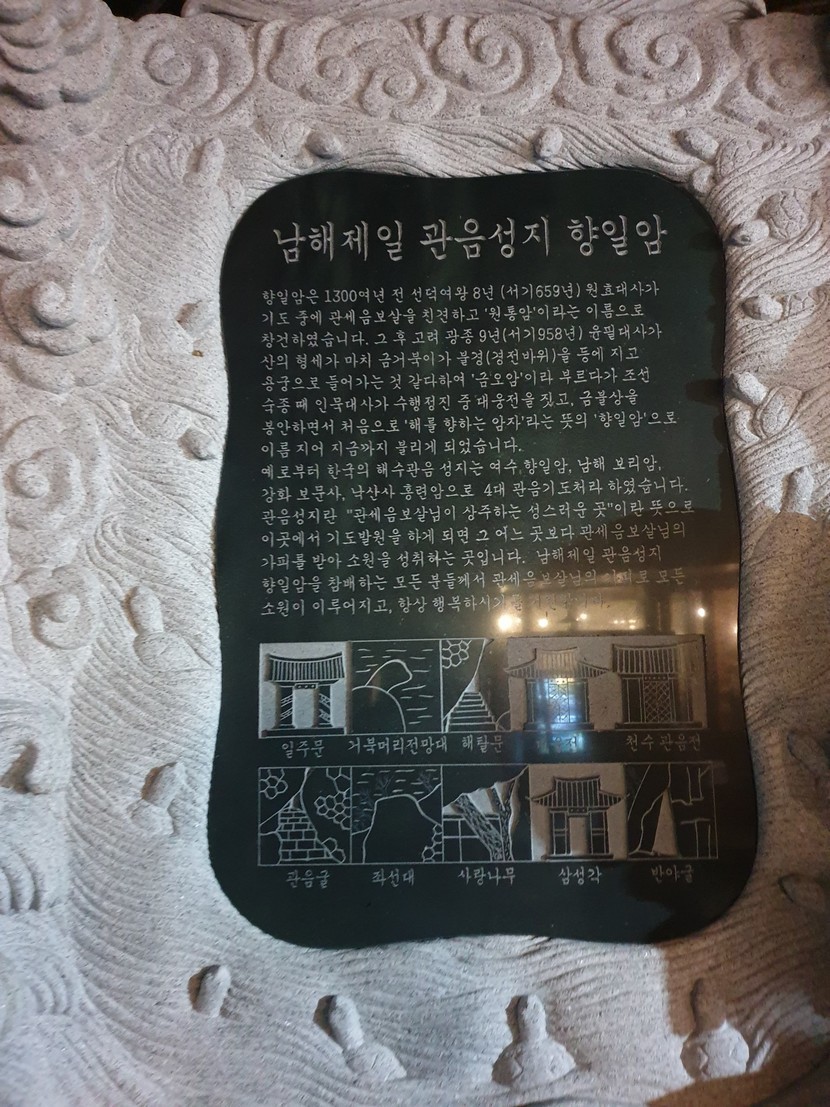 남해제일 관음성지 향일암
향일암은 1300여년 전 선덕여왕 8년 (서기659년) 원효대사가
기도 중에 관세음보살을 친견하고 '원통암'이라는 이름으로
창건하였습니다. 그 후 고려 광종 9년(서기958년) 윤필대사가
산의 형세가 마치 금거북이가 불경(경전바위)을 등에 지고
용궁으로 들어가는 것 같다하여 '금오암'이라 부르다가 조선
숙종 때 인묵대사가 수행정진 중 대웅전을 짓고, 금불상을
봉안하면서 처음으로 '해를 향하는 암자'라는 뜻의 '향일암'으로
이름 지어 지금까지 불리게 되었습니다.
예로부터 한국의 해수관음 성지는 여수 향일암, 남해 보리암,
강화 보문사, 낙산사 홍련암으로 4대 관음기도처라 하였습니다.
관음성지란 "관세음보살님이 상주하는 성스러운 곳"이란 뜻으로
이곳에서 기도발원을 하게 되면 그 어느 곳보다 관세음보살님의
가피를 받아 소원을 성취하는 곳입니다. 남해제일 관음성지
향일암을 참배하는 모든 분들께서 관세음보살님의 가피로 모든
소원이 이루어지고, 항상 행복하시기를
일주문 거북머리전망대 해탈문 천수관음전
관음굴 좌선대 사랑나무 삼성각 반야굴